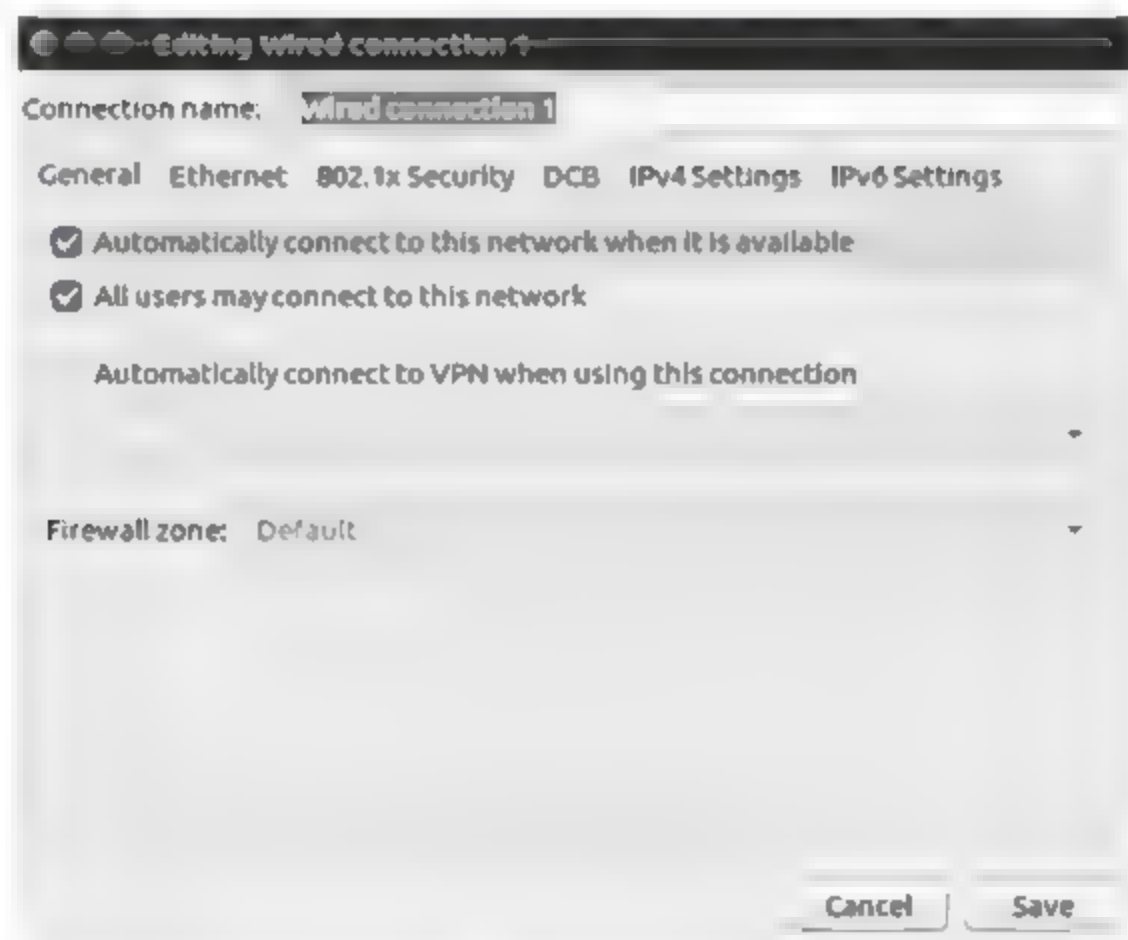 Editing Wired connection 1
Connection name: Wired connection 1
General Ethernet 802.1x Security DCB IPv4 Settings IPv6 Settings
Automatically connect to this network when it is available
All users may connect to this network
Automatically connect to VPN when using this connection
Firewall zone: Default
Cancel Save